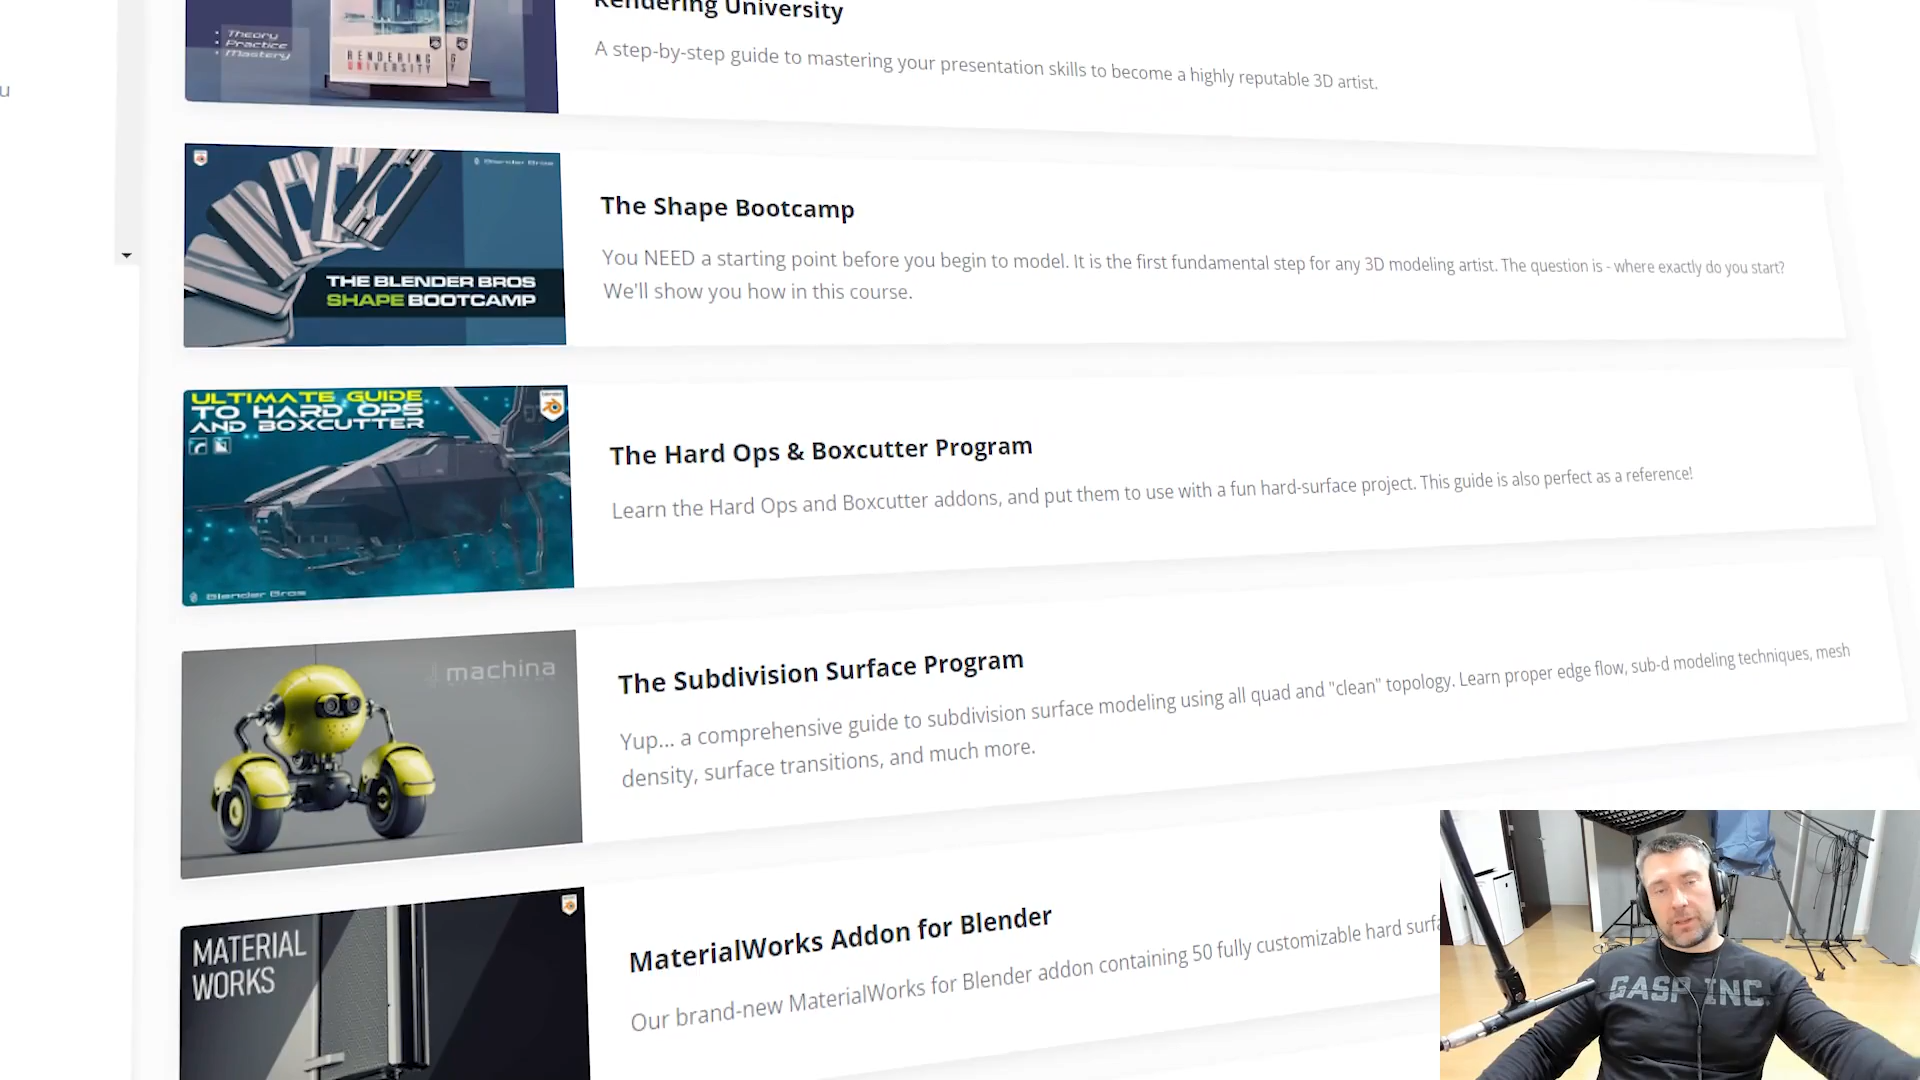 Rendering University
• Theory
• Practice
• Mastery
RENDERING
UNIVERSITY
A step-by-step guide to mastering your presentation skills to become a highly reputable 3D artist.
u
Blender Bros
THE BLENDER BROS
SHAPE BOOTCAMP
The Shape Bootcamp
You NEED a starting point before you begin to model. It is the first fundamental step for any 3D modeling artist. The question is - where exactly do you start?
We'll show you how in this course.
ULTIMATE GUIDE
TO HARD OPS
AND BOXCUTTER
Blender Bros
The Hard Ops & Boxcutter Program
Learn the Hard Ops and Boxcutter addons, and put them to use with a fun hard-surface project. This guide is also perfect as a reference!
machina
The Subdivision Surface Program
Yup... a comprehensive guide to subdivision surface modeling using all quad and "clean" topology. Learn proper edge flow, sub-d modeling techniques, mesh
density, surface transitions, and much more.
MATERIAL
WORKS
MaterialWorks Addon for Blender
Our brand-new MaterialWorks for Blender addon containing 50 fully customizable hard surfa
GASP INC.